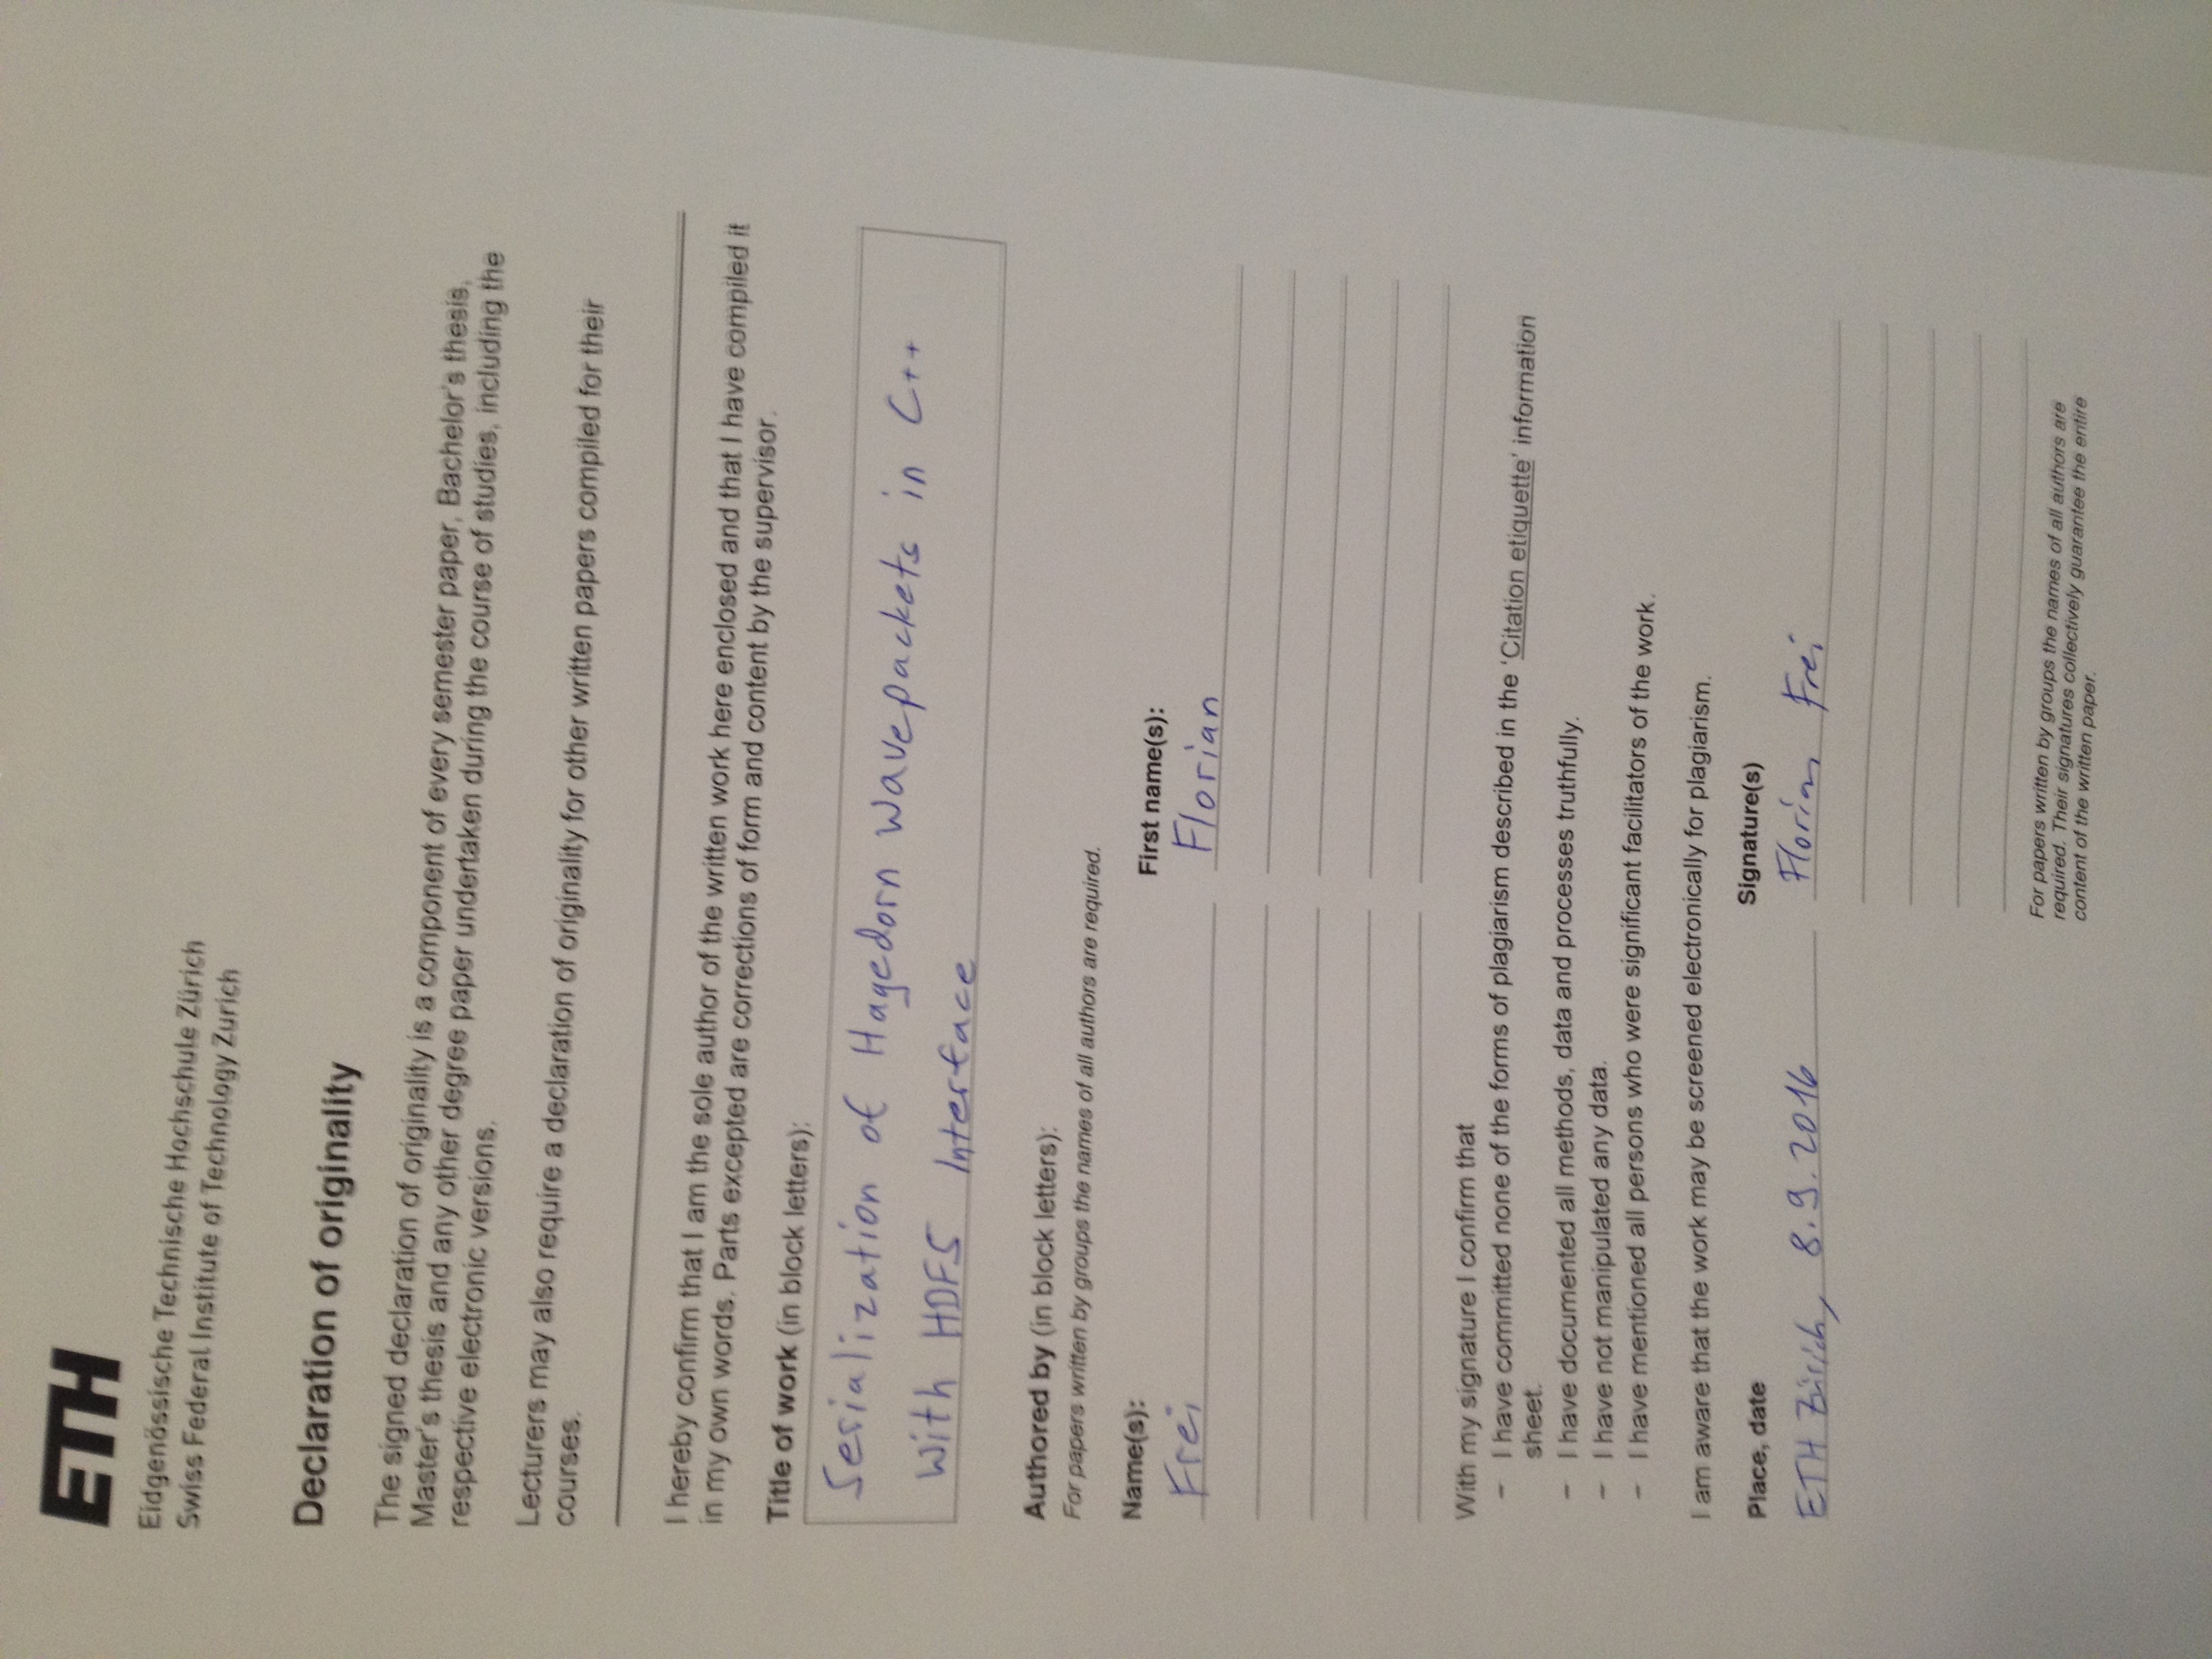 ETH
Eidgenössische Technische Hochschule Zürich
Swiss Federal Institute of Technology Zurich
Declaration of originality
The signed declaration of originality is a component of every semester paper, Bachelor's thesis,
Master's thesis and any other degree paper undertaken during the course of studies, including the
respective electronic versions.
Lecturers may also require a declaration of originality for other written papers compiled for their
courses.
I hereby confirm that I am the sole author of the written work here enclosed and that I have compiled it
in my own words. Parts excepted are corrections of form and content by the supervisor.
Title of work (in block letters):
Serialization of Hagedorn Wavepackets in C++
With HDF5 Interface
Authored by (in block letters):
For papers written by groups the names of all authors are required.
Name(s):
First name(s):
Frei
Florian
With my signature I confirm that
– I have committed none of the forms of plagiarism described in the 'Citation etiquette' information
sheet.
– I have documented all methods, data and processes truthfully.
– I have not manipulated any data.
– I have mentioned all persons who were significant facilitators of the work.
I am aware that the work may be screened electronically for plagiarism.
Place, date
Signature(s)
ETH Zürich, 8.9.2016
Florian Frei
For papers written by groups the names of all authors are
required. Their signatures collectively guarantee the entire
content of the written paper.